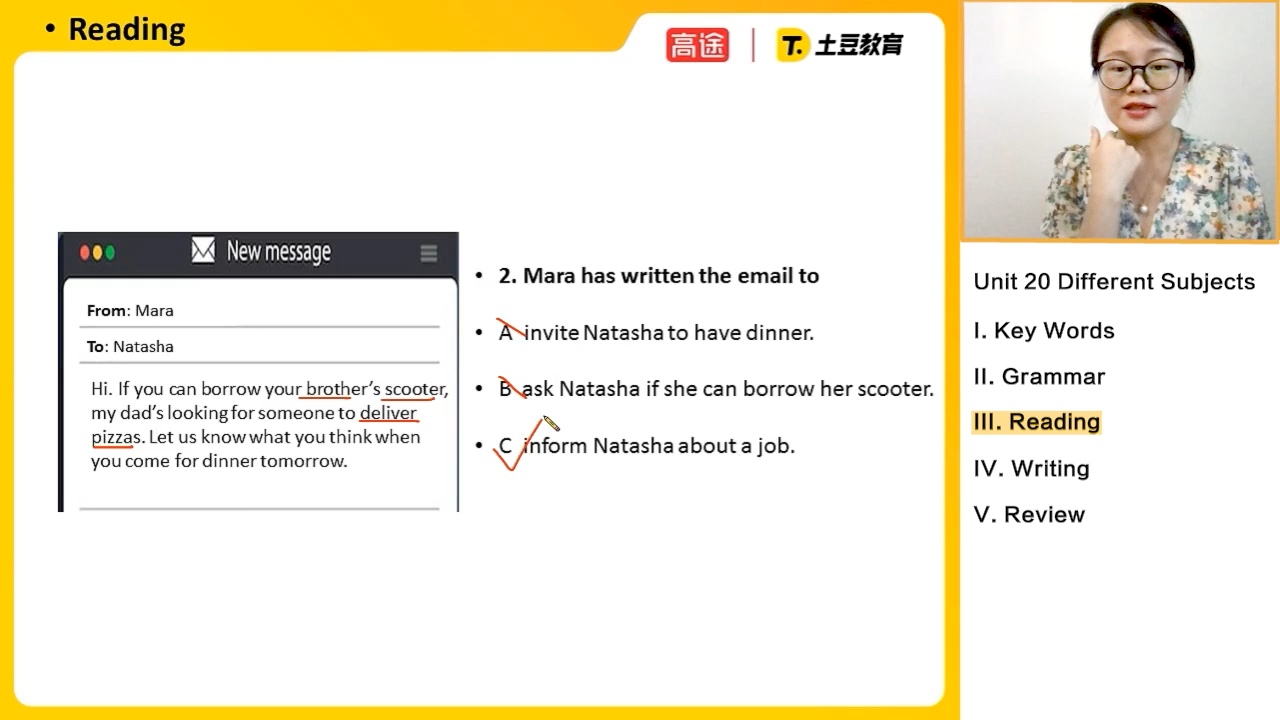 • Reading
高途
T. 土豆教育
New message
From: Mara
To: Natasha
Hi. If you can borrow your brother's scooter,
my dad's looking for someone to deliver
pizzas. Let us know what you think when
you come for dinner tomorrow.
• 2. Mara has written the email to
• A invite Natasha to have dinner.
• B ask Natasha if she can borrow her scooter.
• C inform Natasha about a job.
Unit 20 Different Subjects
I. Key Words
II. Grammar
III. Reading
IV. Writing
V. Review